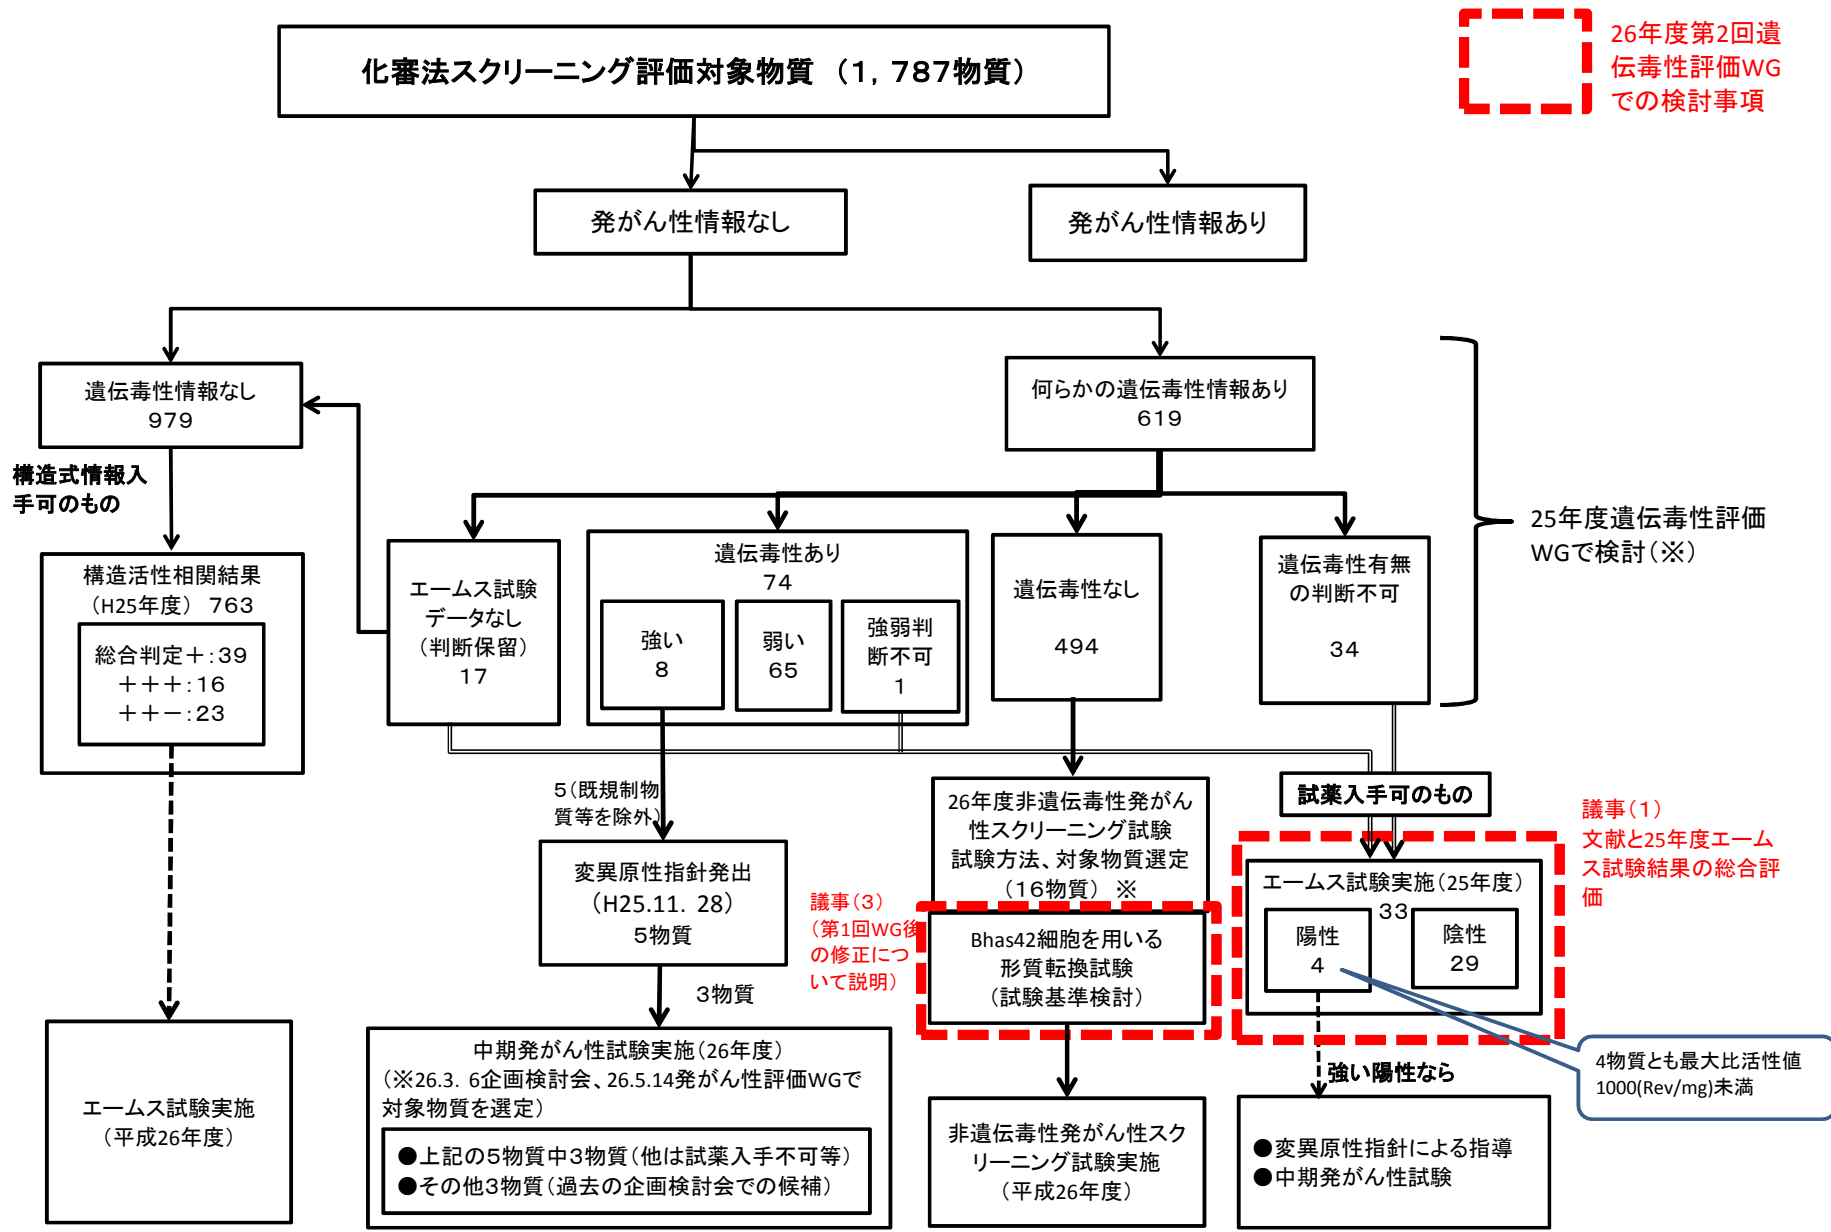 化審法スクリーニング評価対象物質 （１，７８７物質）
26年度第2回遺
伝毒性評価WG
での検討事項
発がん性情報なし
発がん性情報あり
遺伝毒性情報なし
９７９
何らかの遺伝毒性情報あり
６１９
構造式情報入
手可のもの
25年度遺伝毒性評価
WGで検討（※）
構造活性相関結果
（H25年度） ７６３
総合判定＋：３９
＋＋＋：１６
＋＋－：２３
エームス試験
データなし
（判断保留）
１７
遺伝毒性あり
７４
強い
８
弱い
６５
強弱判
断不可
１
遺伝毒性なし
４９４
遺伝毒性有無
の判断不可
３４
５（既規制物
質等を除外）
試薬入手可のもの
変異原性指針発出
（H25.11．28）
５物質
３物質
26年度非遺伝毒性発がん
性スクリーニング試験
試験方法、対象物質選定
（１６物質） ※
議事（３）
（第1回WG後
の修正につ
いて説明）
Bhas42細胞を用いる
形質転換試験
（試験基準検討）
議事（１）
文献と25年度エーム
ス試験結果の総合評
価
エームス試験実施（25年度）
３３
陽性
４
陰性
２９
4物質とも最大比活性値
1000(Rev/mg)未満
強い陽性なら
エームス試験実施
（平成26年度）
中期発がん性試験実施（26年度）
（※26.3．6企画検討会、26.5.14発がん性評価WGで
対象物質を選定）
●上記の５物質中３物質（他は試薬入手不可等）
●その他３物質（過去の企画検討会での候補）
非遺伝毒性発がん性スク
リーニング試験実施
（平成26年度）
●変異原性指針による指導
●中期発がん性試験